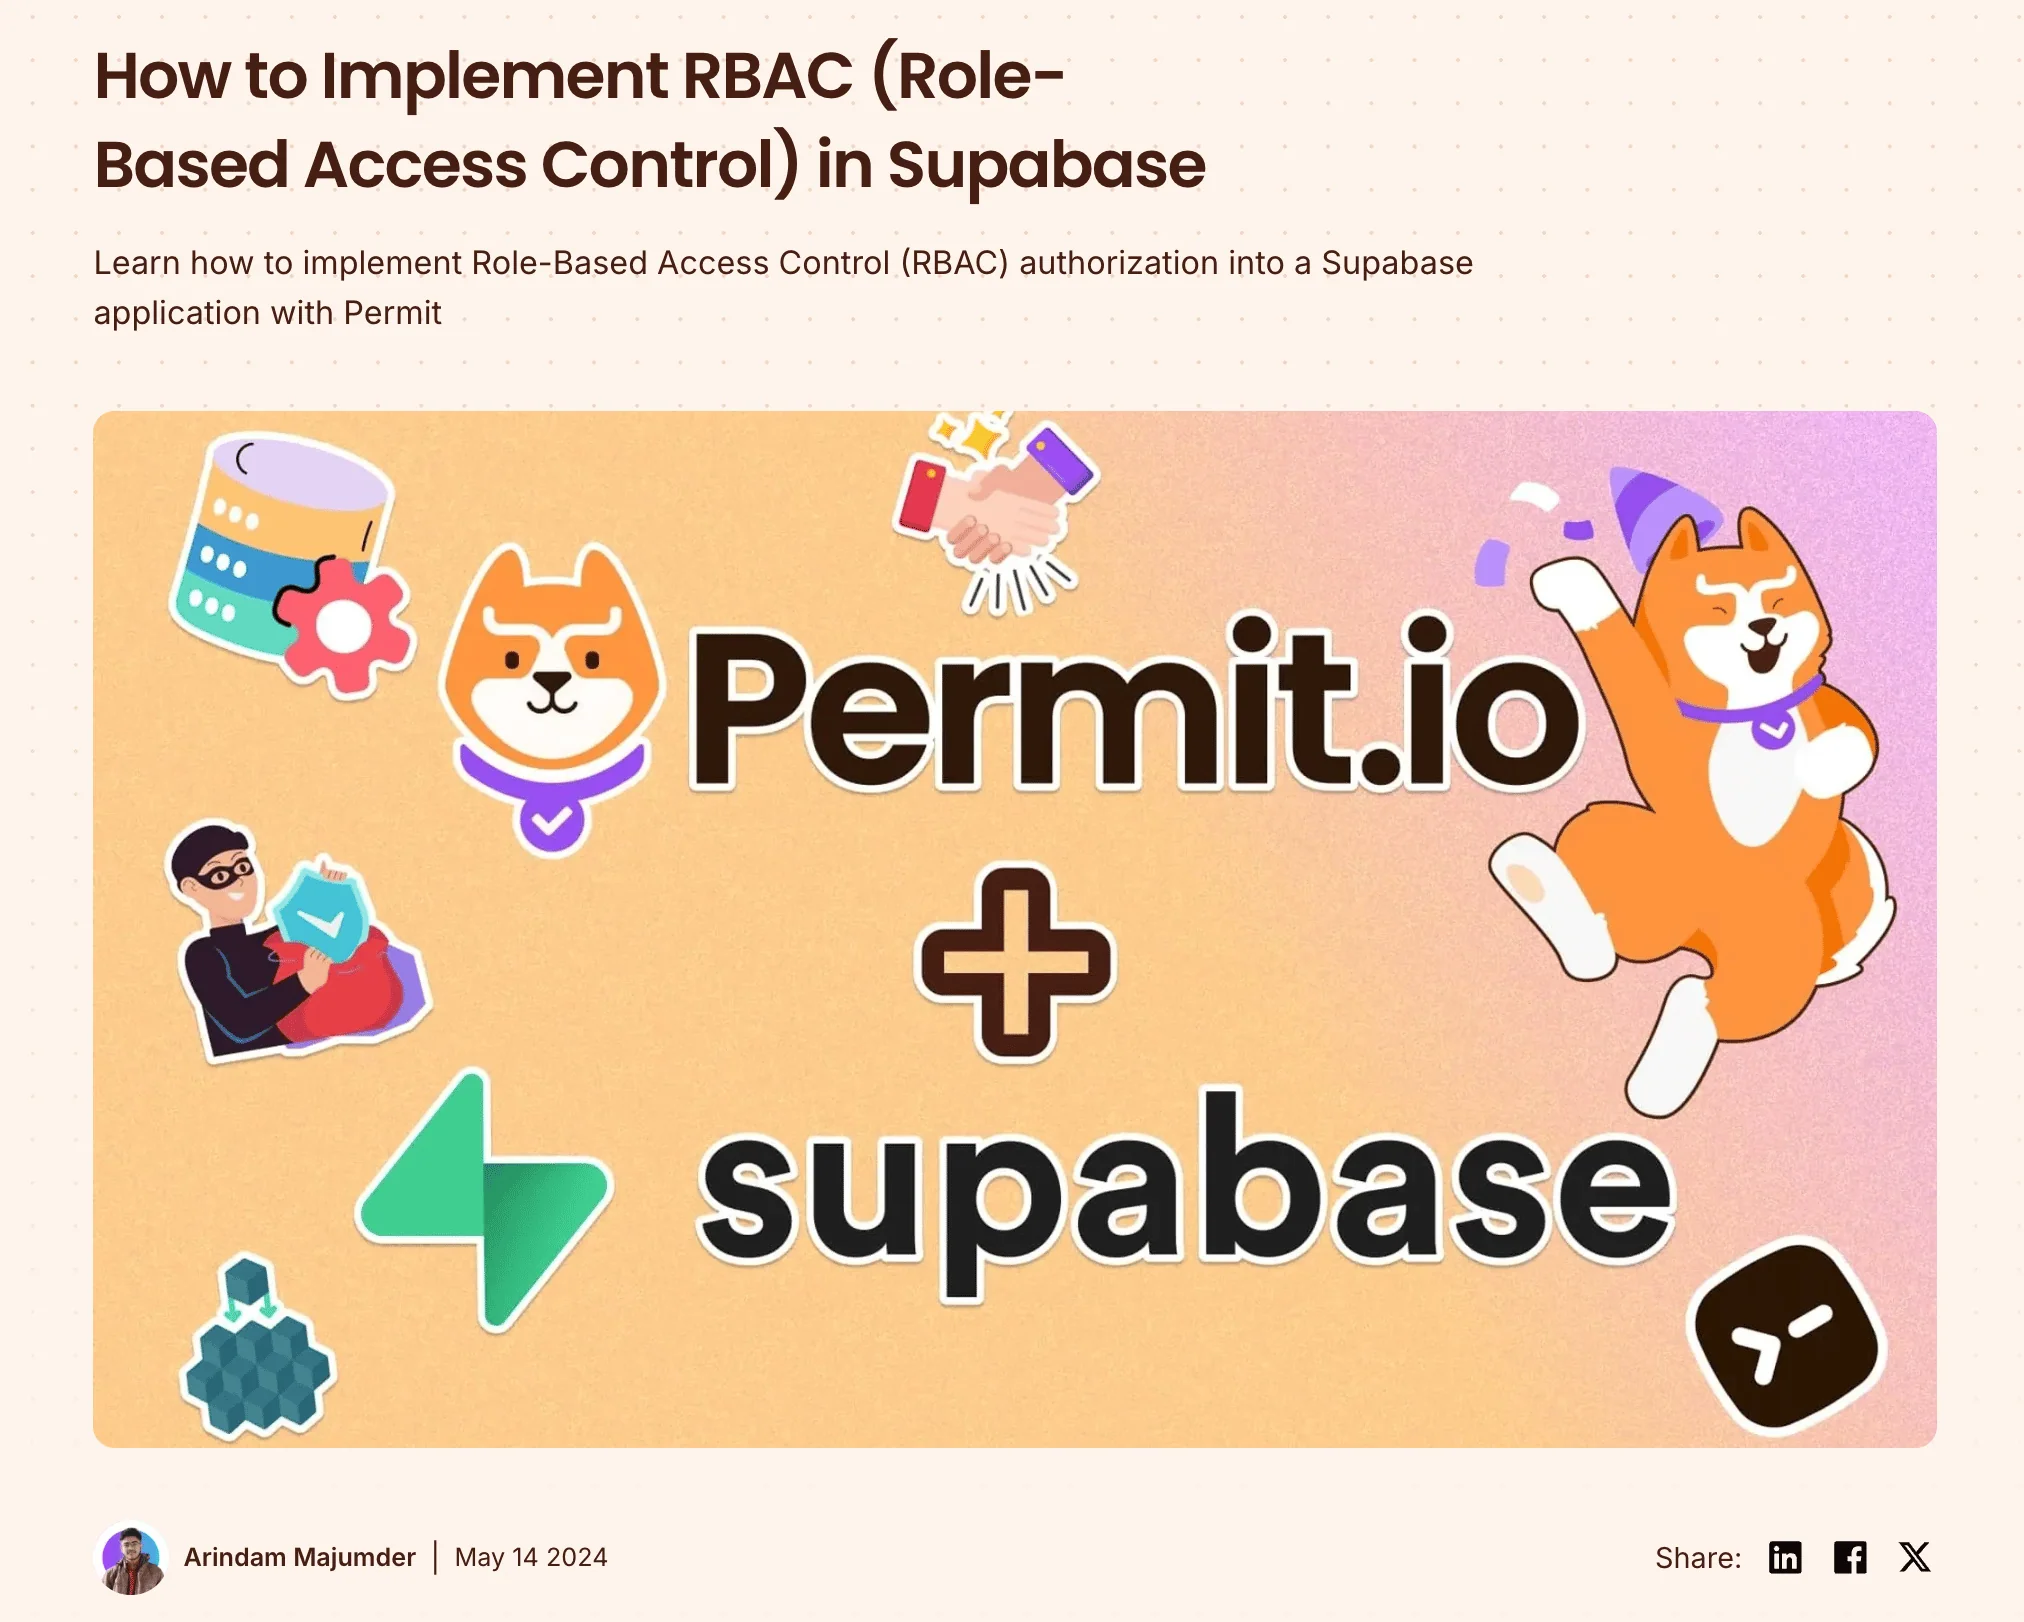 How to Implement RBAC (Role-
Based Access Control) in Supabase
Learn how to implement Role-Based Access Control (RBAC) authorization into a Supabase
application with Permit
Permit.io
supabase
Arindam Majumder | May 14 2024
Share: